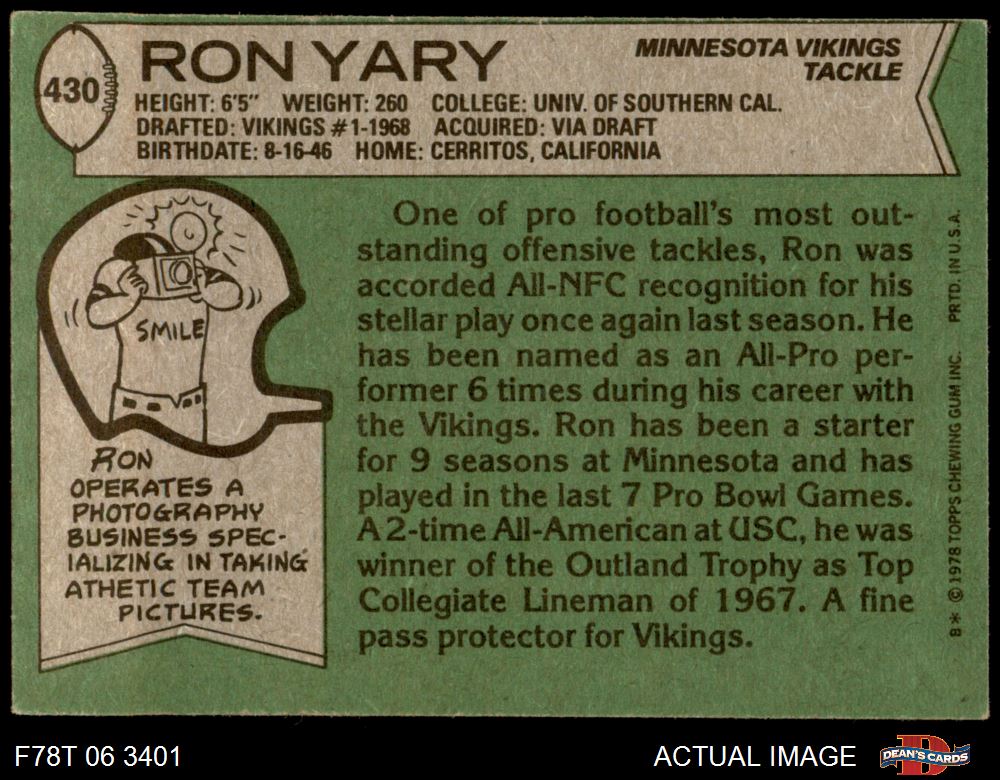 430
RON YARY
MINNESOTA VIKINGS
TACKLE
HEIGHT: 6'5" WEIGHT: 260 COLLEGE: UNIV. OF SOUTHERN CAL.
DRAFTED: VIKINGS #1-1968 ACQUIRED: VIA DRAFT
BIRTHDATE: 8-16-46 HOME: CERRITOS, CALIFORNIA
SMILE
RON
OPERATES A
PHOTOGRAPHY
BUSINESS SPEC-
IALIZING IN TAKING
ATHETIC TEAM
PICTURES.
One of pro football's most out-
standing offensive tackles, Ron was
accorded All-NFC recognition for his
stellar play once again last season. He
has been named as an All-Pro per-
former 6 times during his career with
the Vikings. Ron has been a starter
for 9 seasons at Minnesota and has
played in the last 7 Pro Bowl Games.
A 2-time All-American at USC, he was
winner of the Outland Trophy as Top
Collegiate Lineman of 1967. A fine
pass protector for Vikings.
B* © 1978 TOPPS CHEWING GUM INC. PRTD. IN U.S.A.
F78T 06 3401
ACTUAL IMAGE
D
DEAN'S CARDS